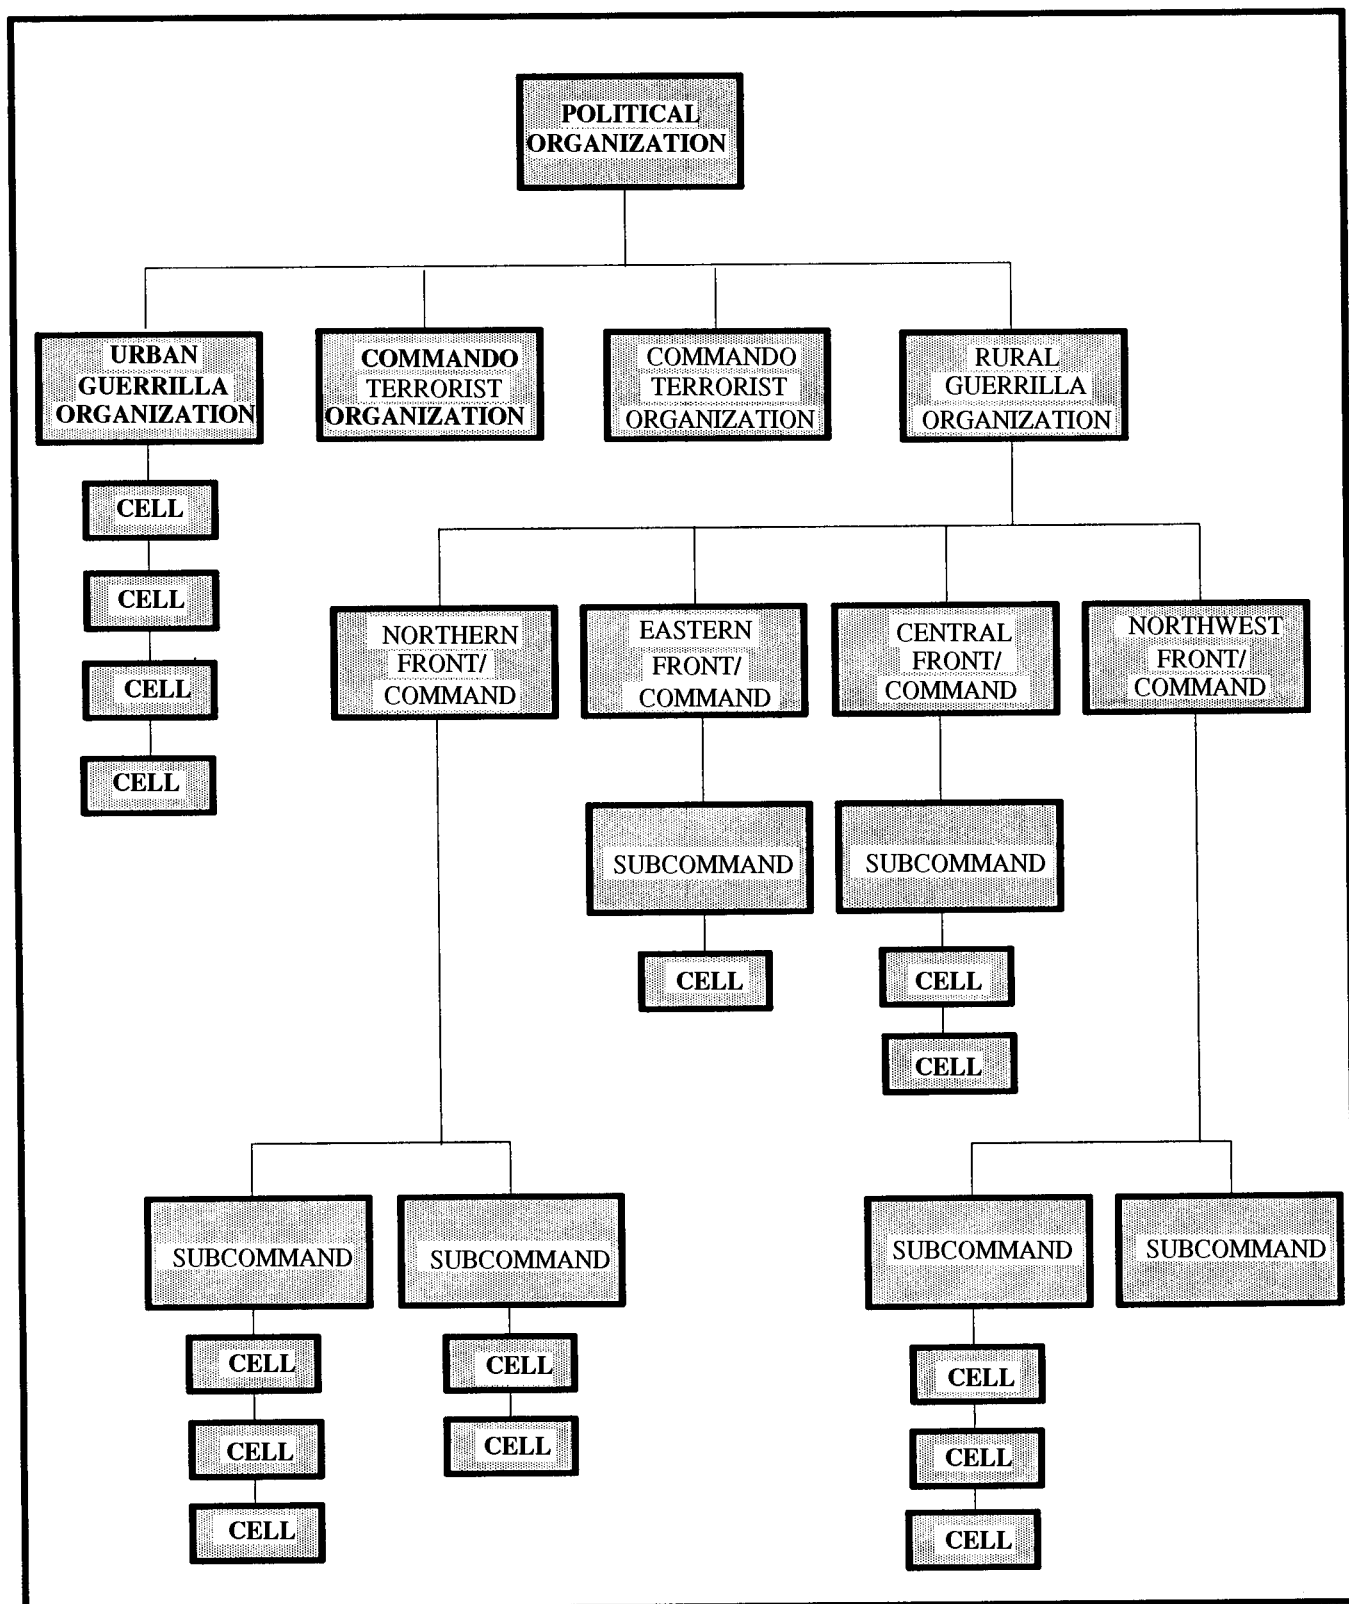 POLITICAL
ORGANIZATION
URBAN
GUERRILLA
ORGANIZATION
COMMANDO
TERRORIST
ORGANIZATION
COMMANDO
TERRORIST
ORGANIZATION
RURAL
GUERRILLA
ORGANIZATION
CELL
CELL
CELL
CELL
NORTHERN
FRONT/
COMMAND
EASTERN
FRONT/
COMMAND
CENTRAL
FRONT/
COMMAND
NORTHWEST
FRONT/
COMMAND
SUBCOMMAND
CELL
SUBCOMMAND
CELL
CELL
SUBCOMMAND
CELL
CELL
CELL
SUBCOMMAND
CELL
CELL
SUBCOMMAND
CELL
CELL
CELL
SUBCOMMAND